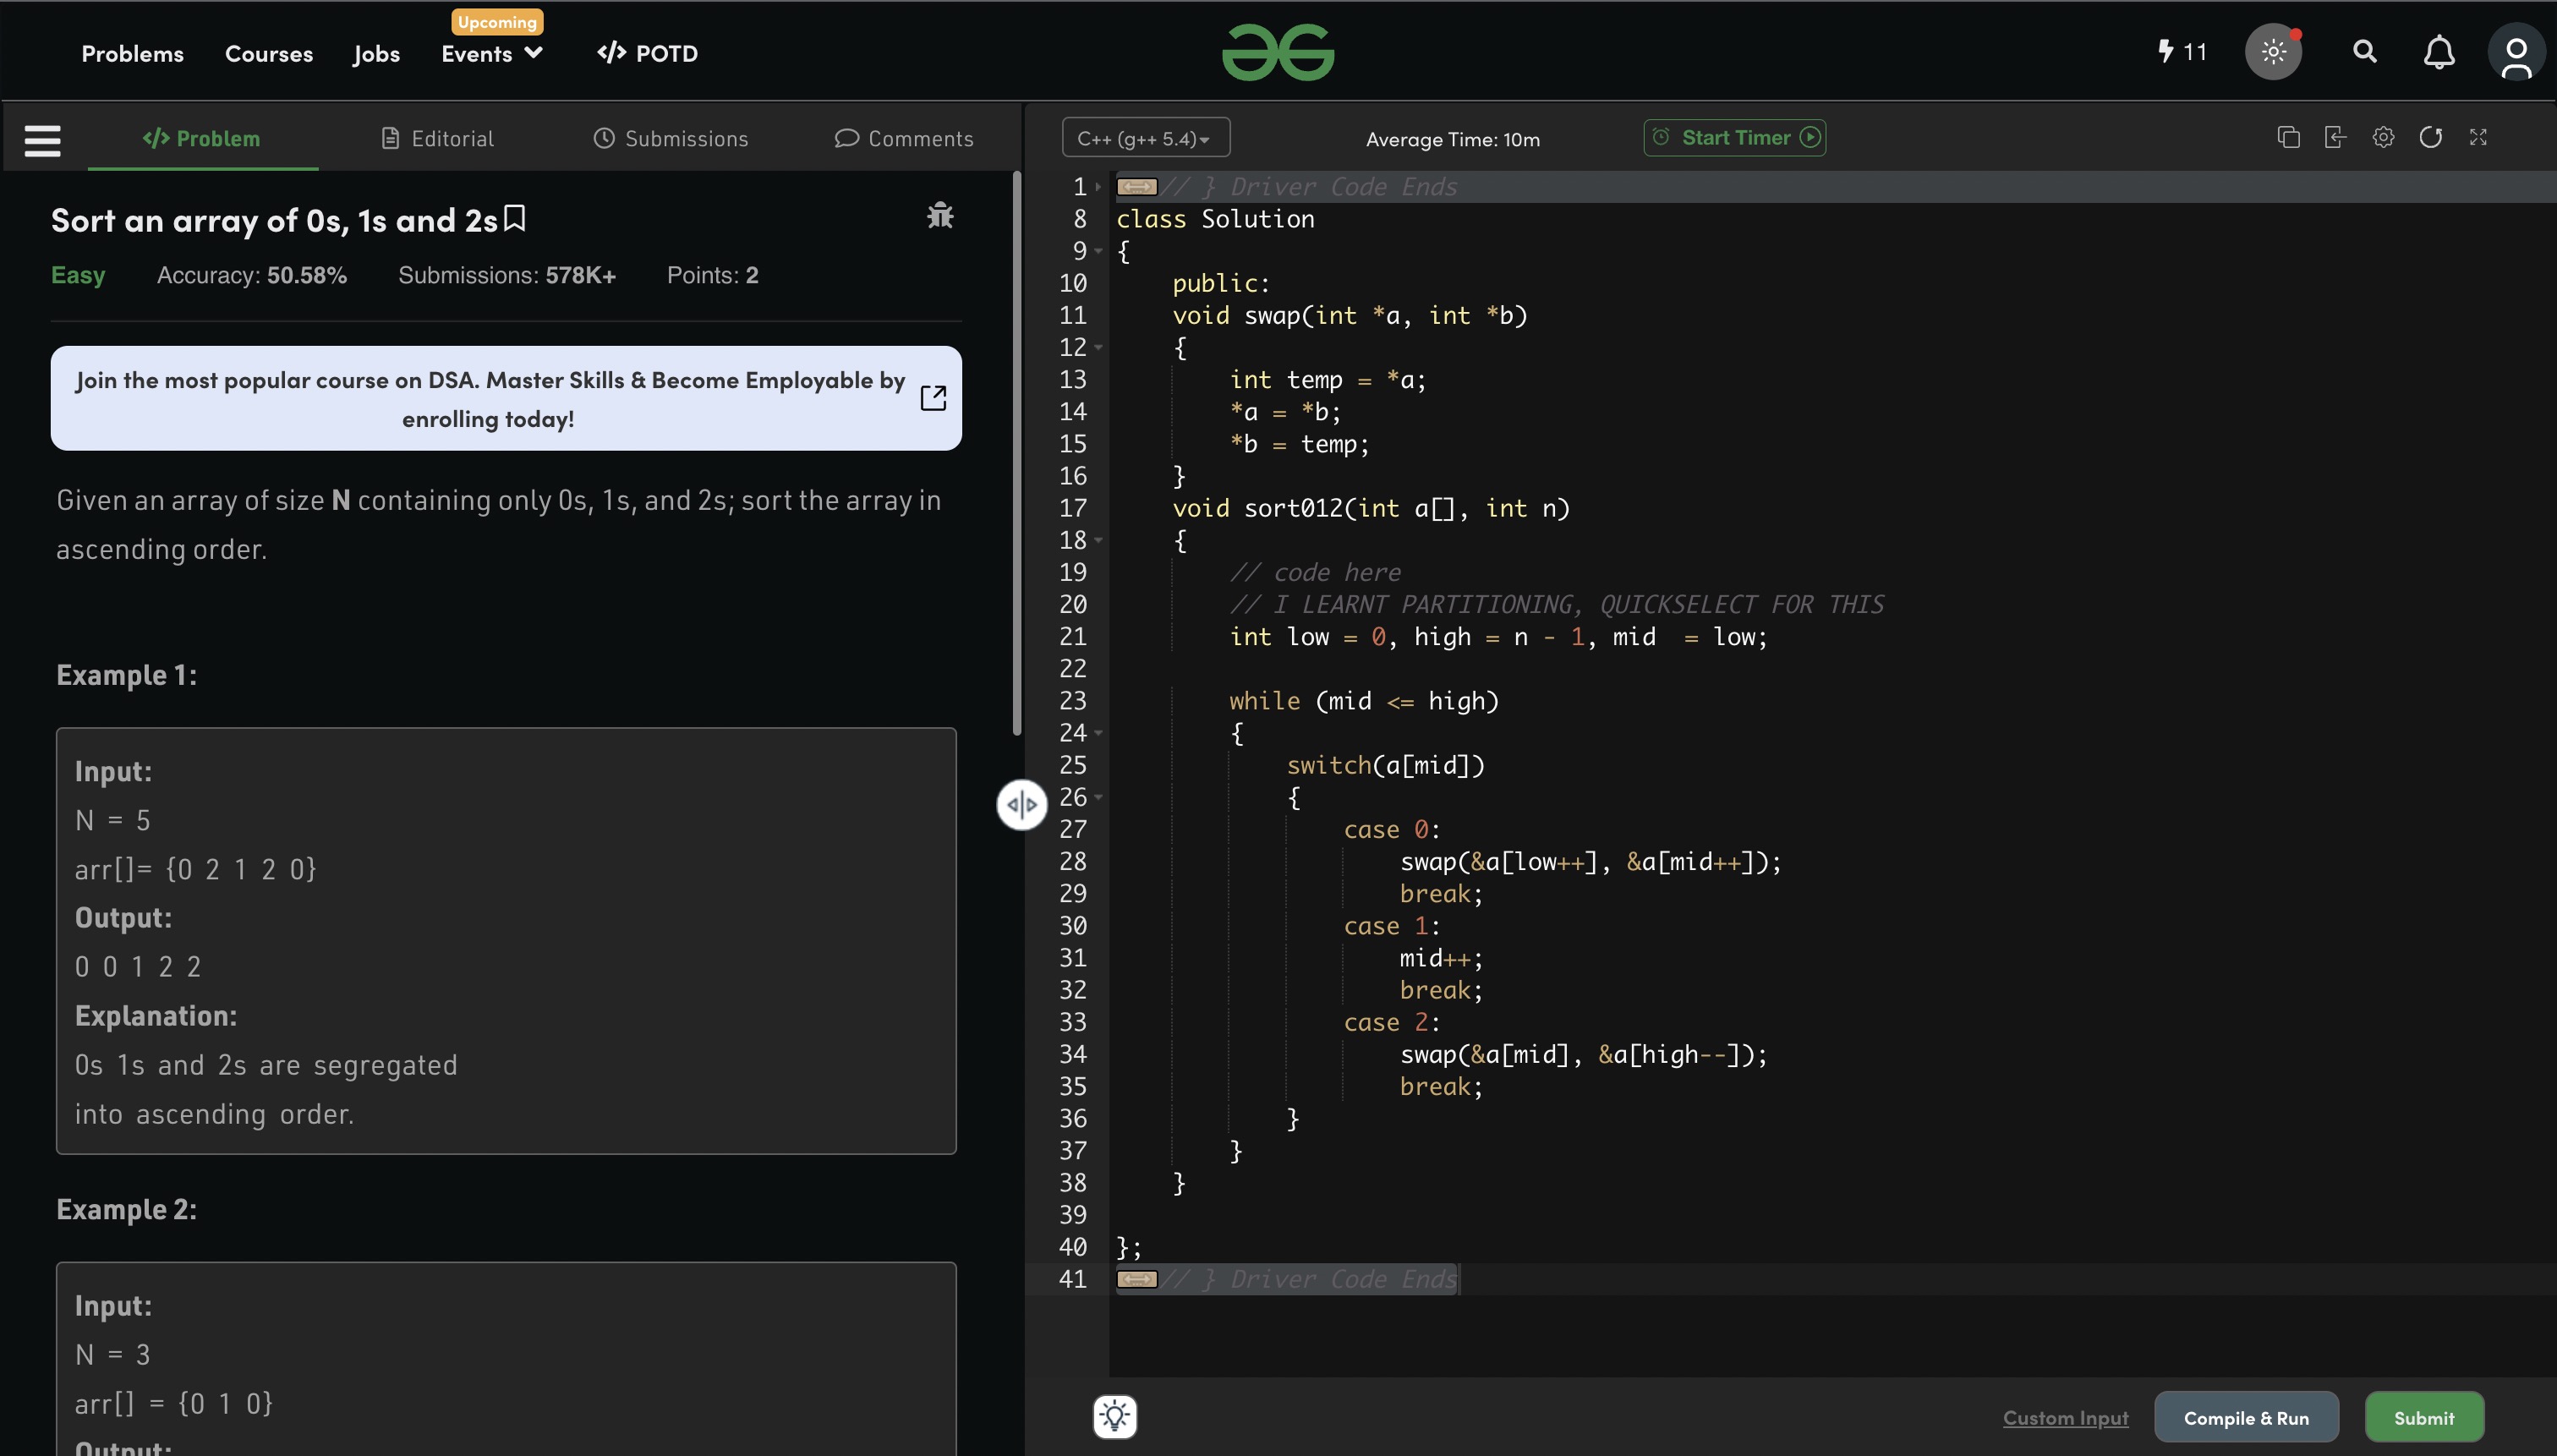 Upcoming
Problems Courses Jobs Events </> POTD
11
</> Problem Editorial Submissions Comments
Sort an array of 0s, 1s and 2s
Easy Accuracy: 50.58% Submissions: 578K+ Points: 2
Join the most popular course on DSA. Master Skills & Become Employable by
enrolling today!
Given an array of size N containing only 0s, 1s, and 2s; sort the array in
ascending order.
Example 1:
Input:
N = 5
arr[]= {0 2 1 2 0}
Output:
0 0 1 2 2
Explanation:
0s 1s and 2s are segregated
into ascending order.
Example 2:
Input:
N = 3
arr[] = {0 1 0}
Output:
C++ (g++ 5.4) Average Time: 10m Start Timer
1 // } Driver Code Ends
8 class Solution
9 {
10     public:
11     void swap(int *a, int *b)
12     {
13         int temp = *a;
14         *a = *b;
15         *b = temp;
16     }
17     void sort012(int a[], int n)
18     {
19         // code here
20         // I LEARNT PARTITIONING, QUICKSELECT FOR THIS
21         int low = 0, high = n - 1, mid  = low;
22
23         while (mid <= high)
24         {
25             switch(a[mid])
26             {
27                 case 0:
28                     swap(&a[low++], &a[mid++]);
29                     break;
30                 case 1:
31                     mid++;
32                     break;
33                 case 2:
34                     swap(&a[mid], &a[high--]);
35                     break;
36             }
37         }
38     }
39
40 };
41 // } Driver Code Ends
Custom Input Compile & Run Submit